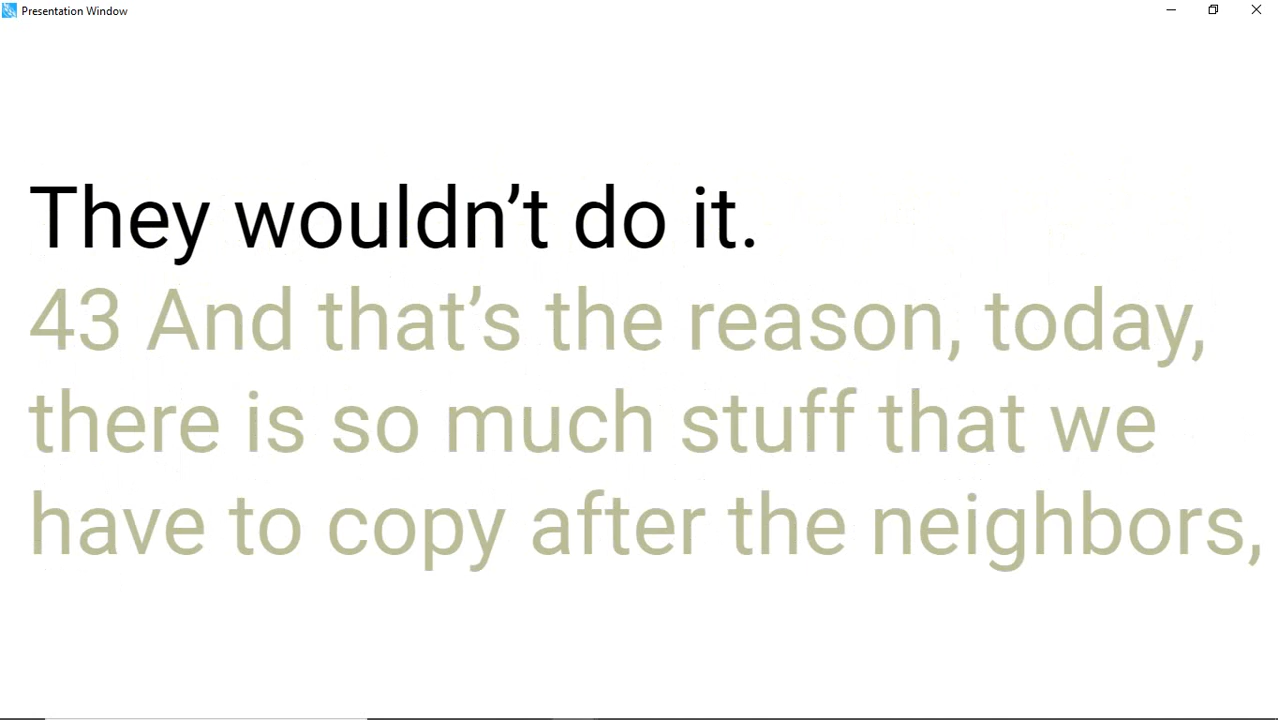 Presentation Window
They wouldn’t do it.
43 And that’s the reason, today,
there is so much stuff that we
have to copy after the neighbors,